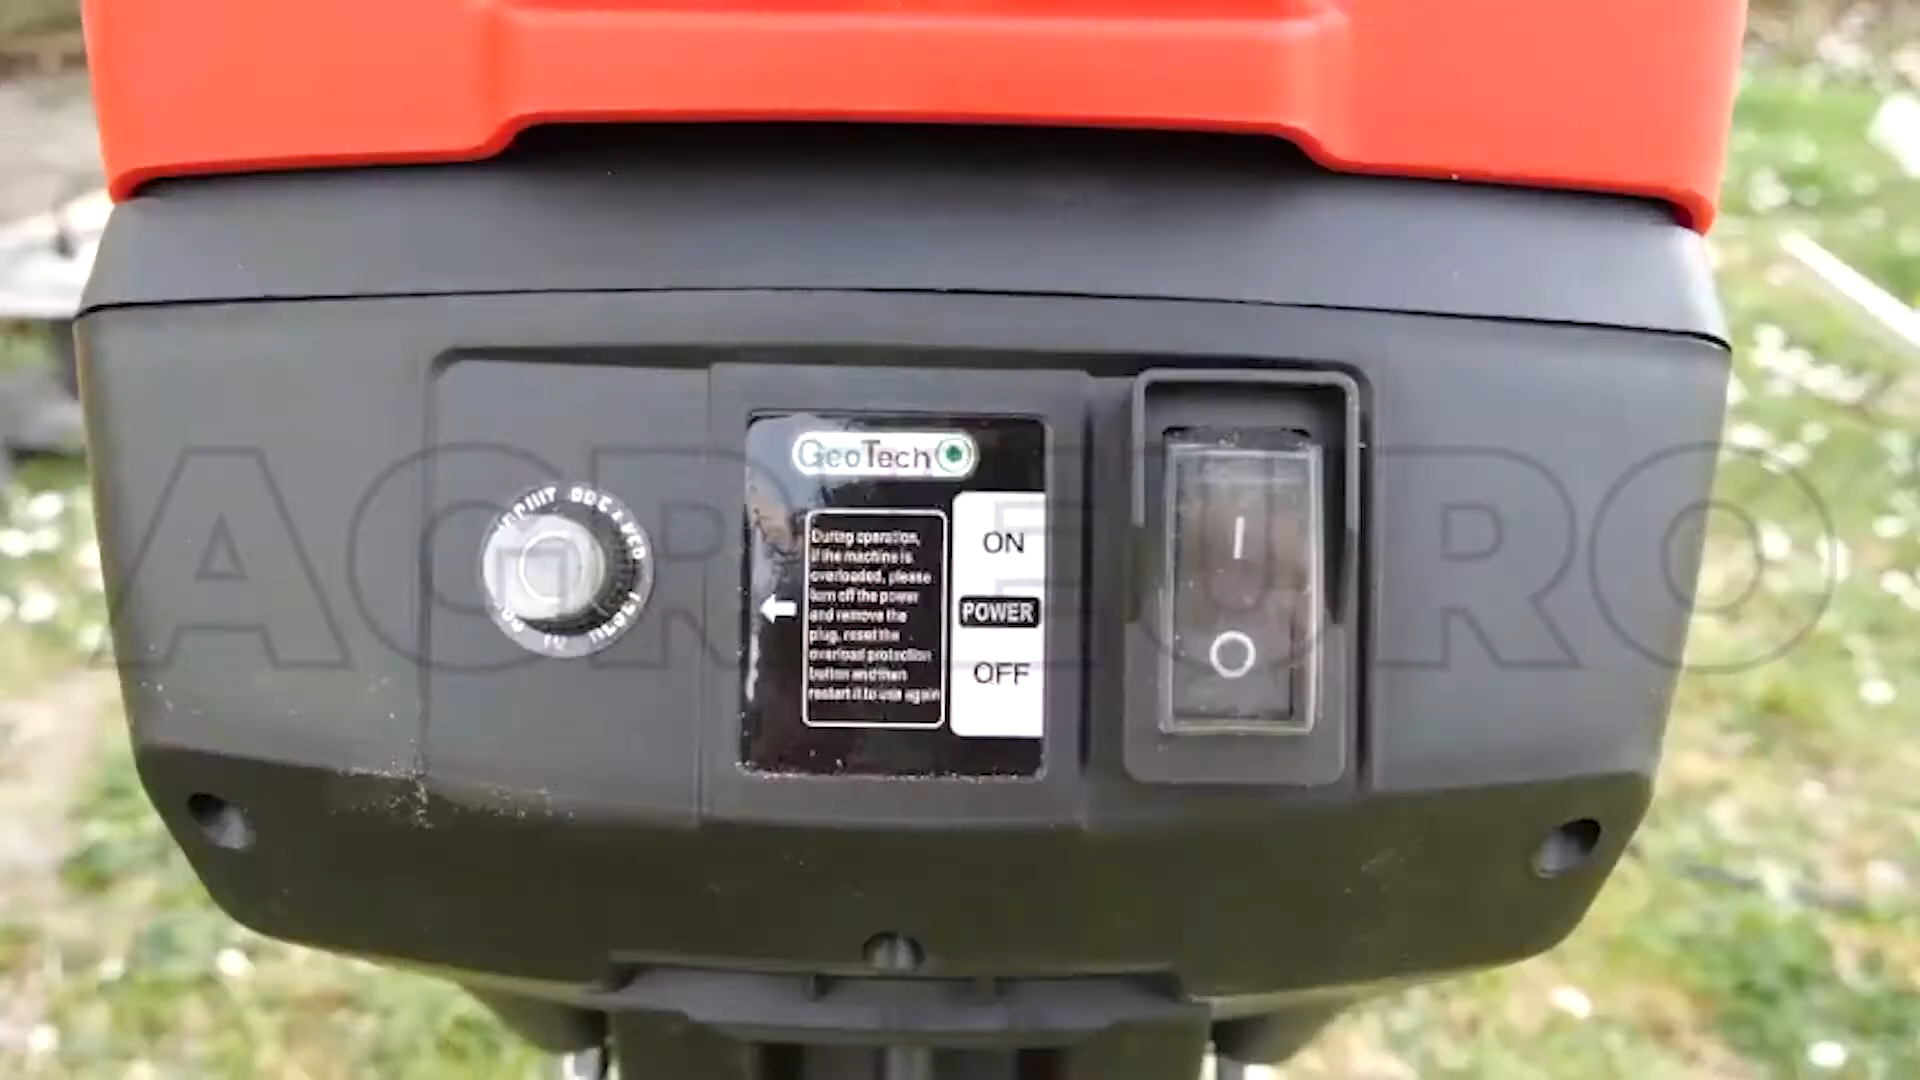 GeoTech
During operation,
if the machine is
overloaded, please
turn off the power
and remove the
plug, reset the
overload protection
button and then
restart it to use again
ON
POWER
OFF
AGRIEURO